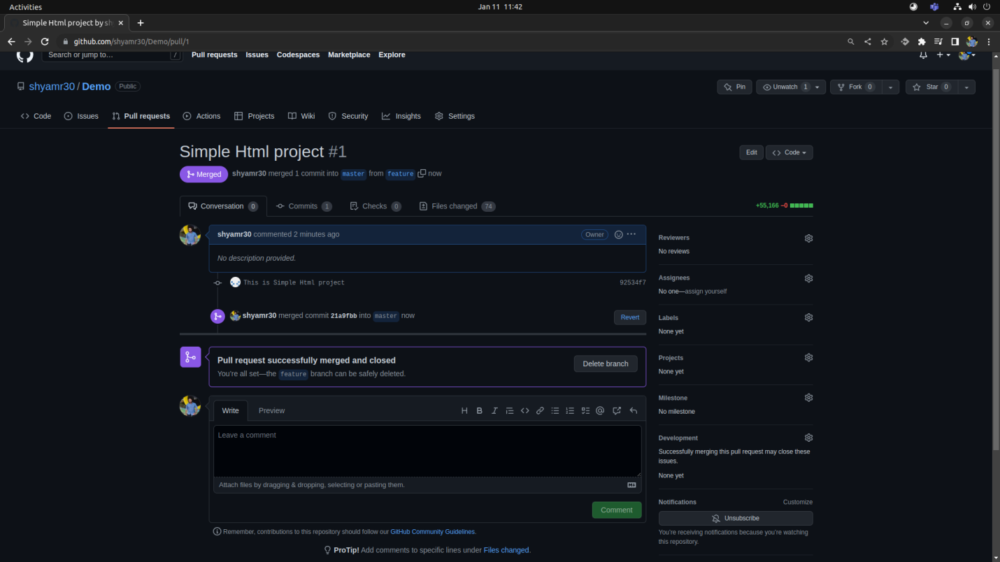 Activities
Jan 11 11:42
Simple Html project by sh
github.com/shyamr30/Demo/pull/1
Search or jump to…
/
Pull requests
Issues
Codespaces
Marketplace
Explore
shyamr30 / Demo
Public
Pin
Unwatch 1
Fork 0
Star 0
Code
Issues
Pull requests
Actions
Projects
Wiki
Security
Insights
Settings
Simple Html project #1
Edit
Code
Merged
shyamr30 merged 1 commit into master from feature now
Conversation 0
Commits 1
Checks 0
Files changed 74
+55,166 −0
shyamr30 commented 2 minutes ago
Owner
No description provided.
This is Simple Html project
92534f7
shyamr30 merged commit 21a9fbb into master now
Revert
Pull request successfully merged and closed
You're all set—the feature branch can be safely deleted.
Delete branch
Write
Preview
Leave a comment
Attach files by dragging & dropping, selecting or pasting them.
Comment
Remember, contributions to this repository should follow our GitHub Community Guidelines.
ProTip! Add comments to specific lines under Files changed.
Reviewers
No reviews
Assignees
No one—assign yourself
Labels
None yet
Projects
None yet
Milestone
No milestone
Development
Successfully merging this pull request may close these
issues.
None yet
Notifications
Customize
Unsubscribe
You're receiving notifications because you're watching
this repository.